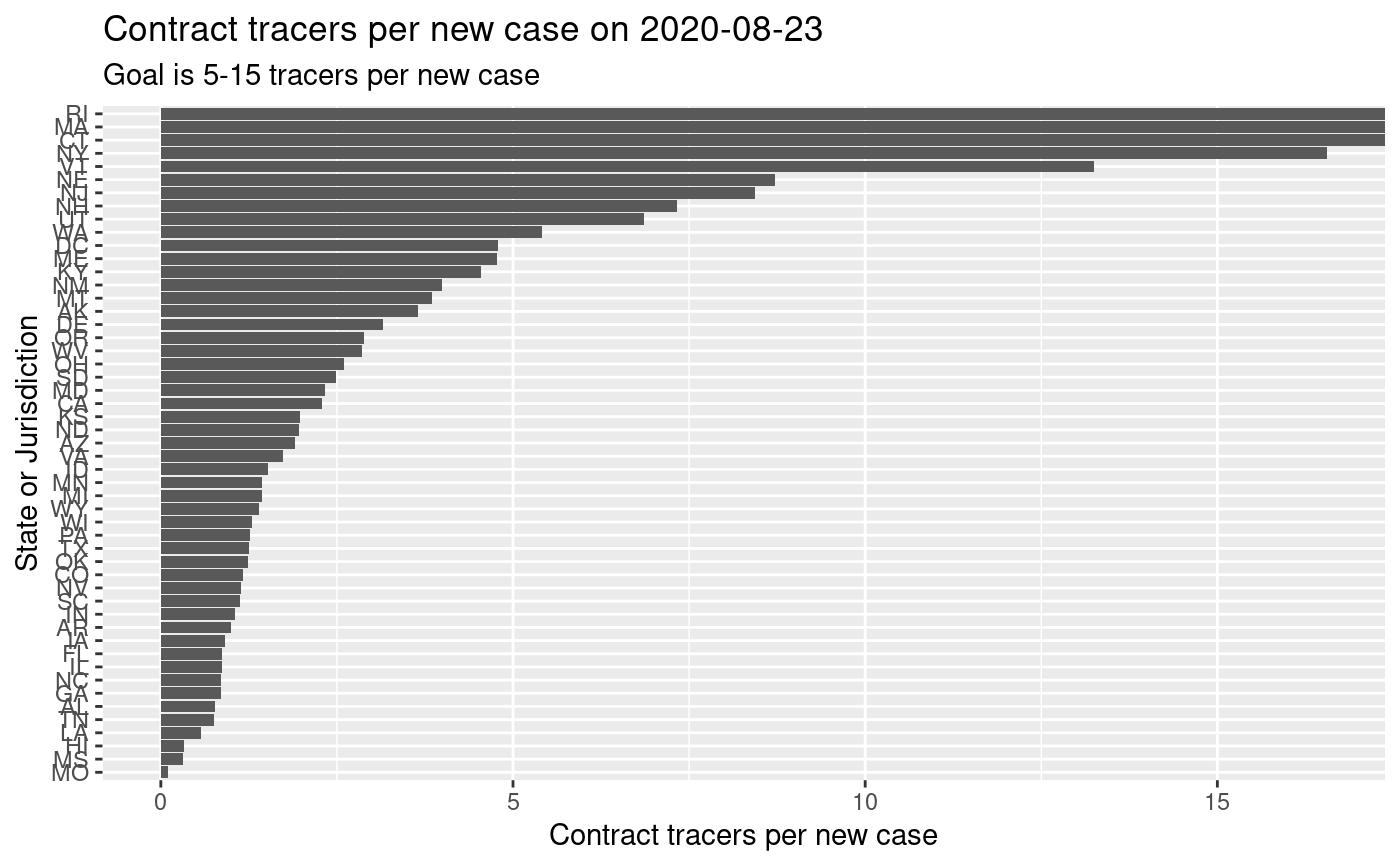 Contract tracers per new case on 2020-08-23
Goal is 5-15 tracers per new case
State or Jurisdiction
RI
MA
CT
NY
VT
NE
NJ
NH
UT
WA
DC
ME
KY
NM
MT
AK
DE
OR
WV
OH
SD
MD
CA
KS
ND
AZ
VA
ID
MN
MI
WY
WI
PA
TX
OK
CO
NV
SC
IN
AR
IA
FL
IL
NC
GA
AL
TN
LA
HI
MS
MO
0 5 10 15
Contract tracers per new case